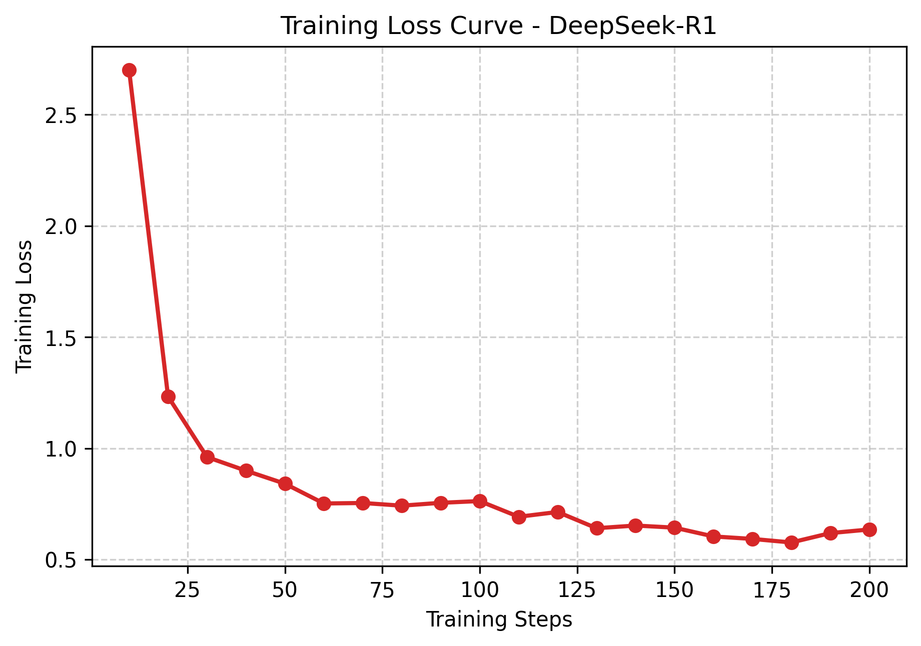 Training Loss Curve - DeepSeek-R1
Training Loss
2.5
2.0
1.5
1.0
0.5
25 50 75 100 125 150 175 200
Training Steps